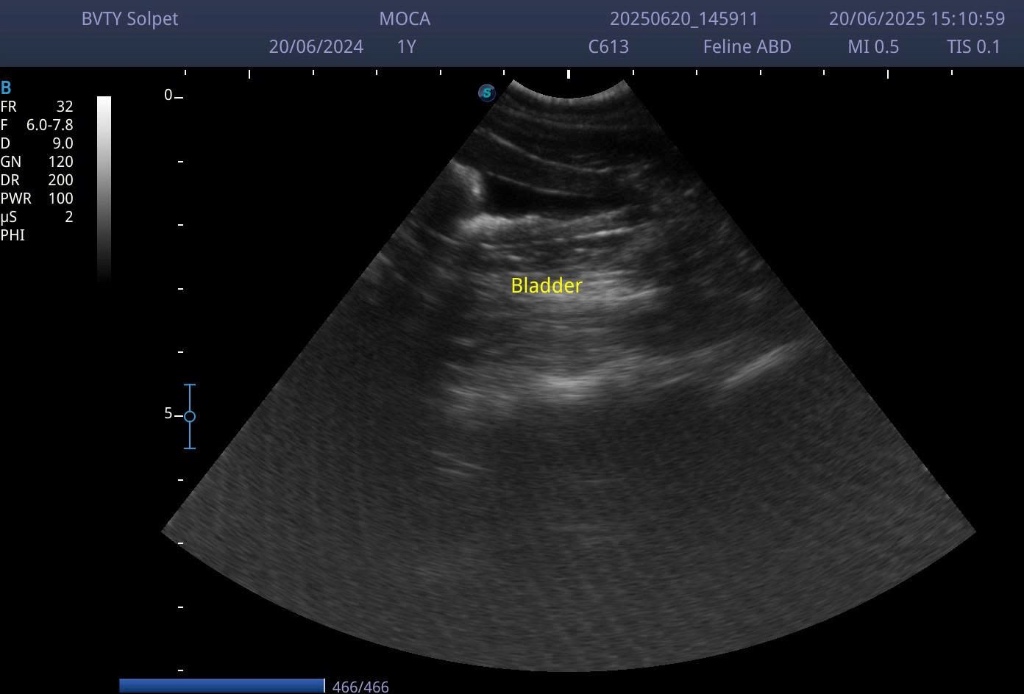 BVTY Solpet MOCA 20250620_145911 20/06/2025 15:10:59
20/06/2024 1Y C613 Feline ABD MI 0.5 TIS 0.1
B
FR 32
F 6.0-7.8
D 9.0
GN 120
DR 200
PWR 100
µS 2
PHI
0
S
Bladder
5
466/466